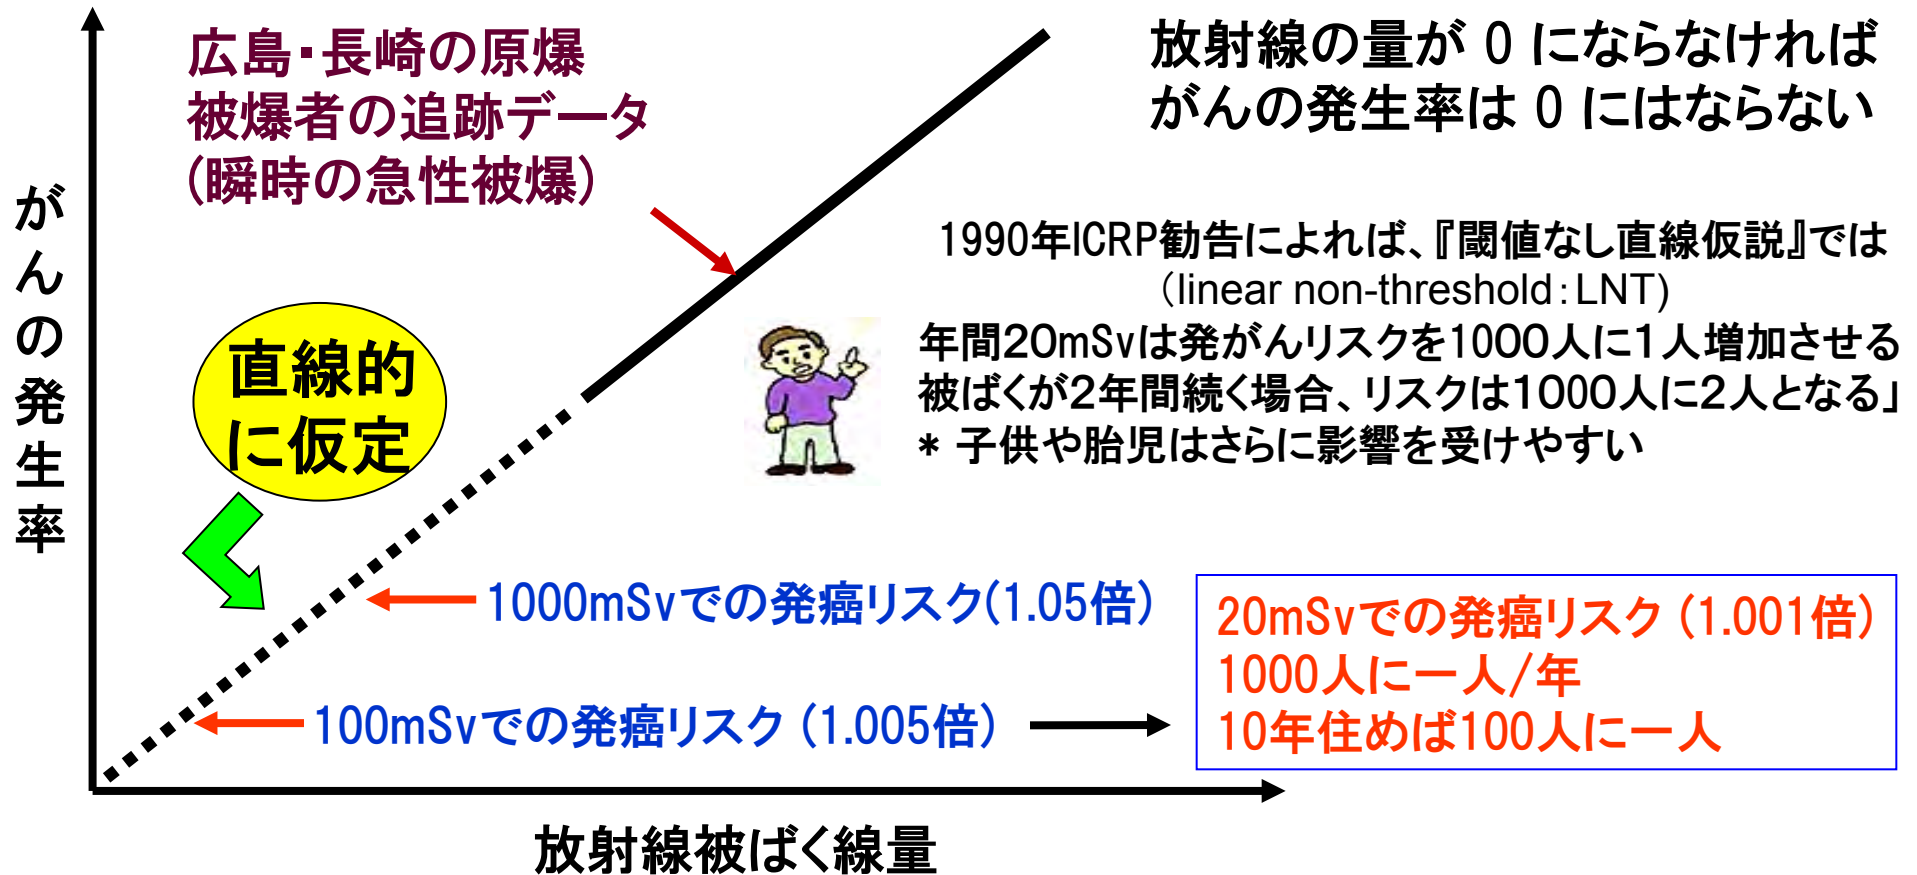 広島・長崎の原爆
被爆者の追跡データ
(瞬時の急性被爆)
放射線の量が 0 にならなければ
がんの発生率は 0 にはならない
1990年ICRP勧告によれば、『閾値なし直線仮説』では
（linear non-threshold：LNT)
年間20mSvは発がんリスクを1000人に1人増加させる
被ばくが2年間続く場合、リスクは1000人に2人となる」
* 子供や胎児はさらに影響を受けやすい
がんの発生率
直線的
に仮定
1000mSvでの発癌リスク(1.05倍)
100mSvでの発癌リスク (1.005倍)
20mSvでの発癌リスク (1.001倍)
1000人に一人/年
10年住めば100人に一人
放射線被ばく線量